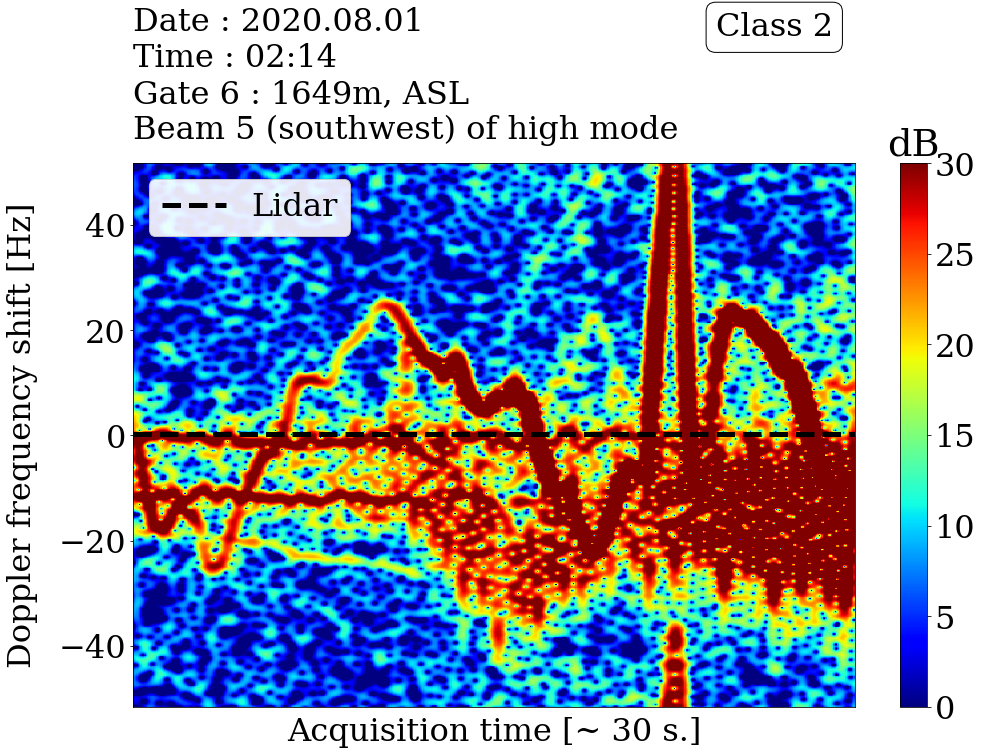 Date : 2020.08.01
Time : 02:14
Gate 6 : 1649m, ASL
Beam 5 (southwest) of high mode
Class 2
dB
Lidar
Doppler frequency shift [Hz]
40
20
0
−20
−40
30
25
20
15
10
5
0
Acquisition time [~ 30 s.]